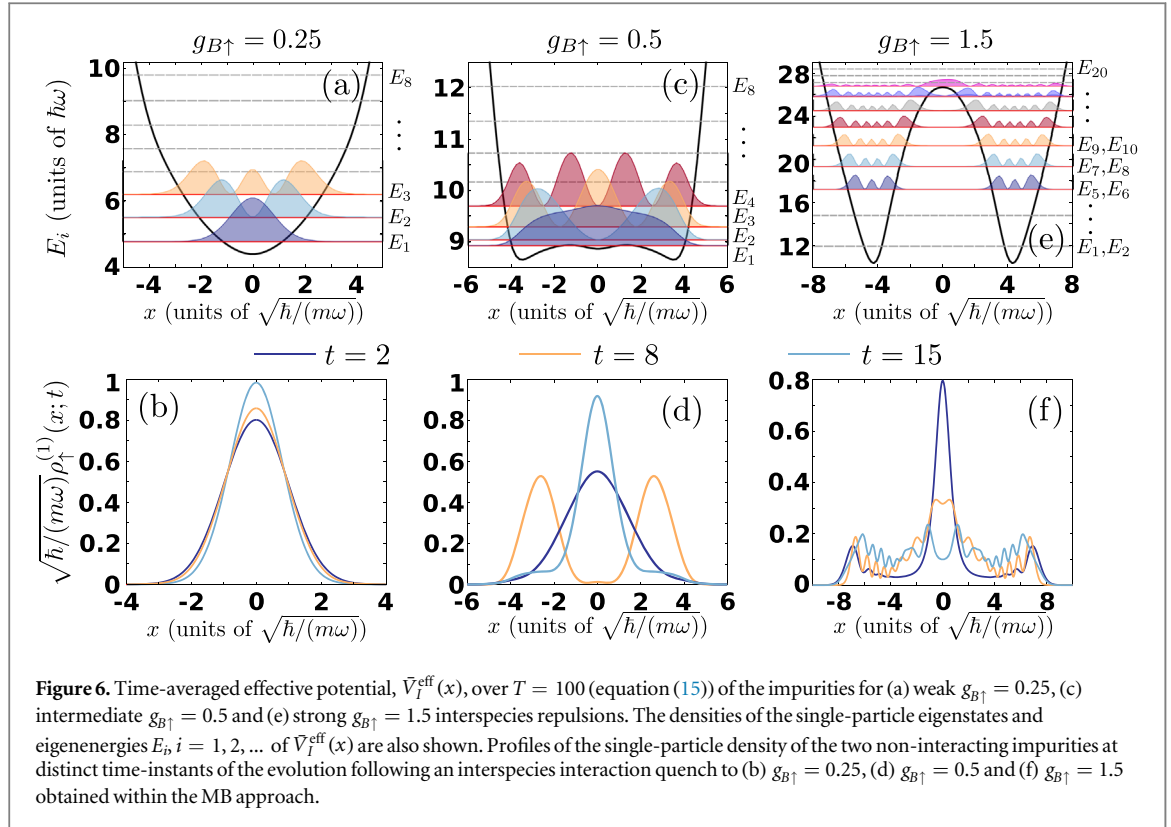 g_{B↑} = 0.25 g_{B↑} = 0.5 g_{B↑} = 1.5
E_i (units of ħω)
10
8
6
4
(a)
E_8
E_3
E_2
E_1
-4 -2 0 2 4
x (units of √ħ/(mω))
12
11
10
9
(c)
E_8
E_4
E_3
E_2
E_1
-6 -4 -2 0 2 4 6
x (units of √ħ/(mω))
28
24
20
16
12
(e)
E_20
E_9,E_10
E_7,E_8
E_5,E_6
E_1,E_2
-8 -4 0 4 8
x (units of √ħ/(mω))
t = 2 t = 8 t = 15
√ħ/(mω)ρ_↑^{(1)}(x;t)
1
0.8
0.6
0.4
0.2
0
(b)
-4 -2 0 2 4
x (units of √ħ/(mω))
1
0.8
0.6
0.4
0.2
0
(d)
-6 -4 -2 0 2 4 6
x (units of √ħ/(mω))
0.8
0.6
0.4
0.2
0
(f)
-8 -4 0 4 8
x (units of √ħ/(mω))
Figure 6. Time-averaged effective potential, V̄_I^{eff}(x), over T = 100 (equation (15)) of the impurities for (a) weak g_{B↑} = 0.25, (c)
intermediate g_{B↑} = 0.5 and (e) strong g_{B↑} = 1.5 interspecies repulsions. The densities of the single-particle eigenstates and
eigenenergies E_i, i = 1, 2, ... of V̄_I^{eff}(x) are also shown. Profiles of the single-particle density of the two non-interacting impurities at
distinct time-instants of the evolution following an interspecies interaction quench to (b) g_{B↑} = 0.25, (d) g_{B↑} = 0.5 and (f) g_{B↑} = 1.5
obtained within the MB approach.